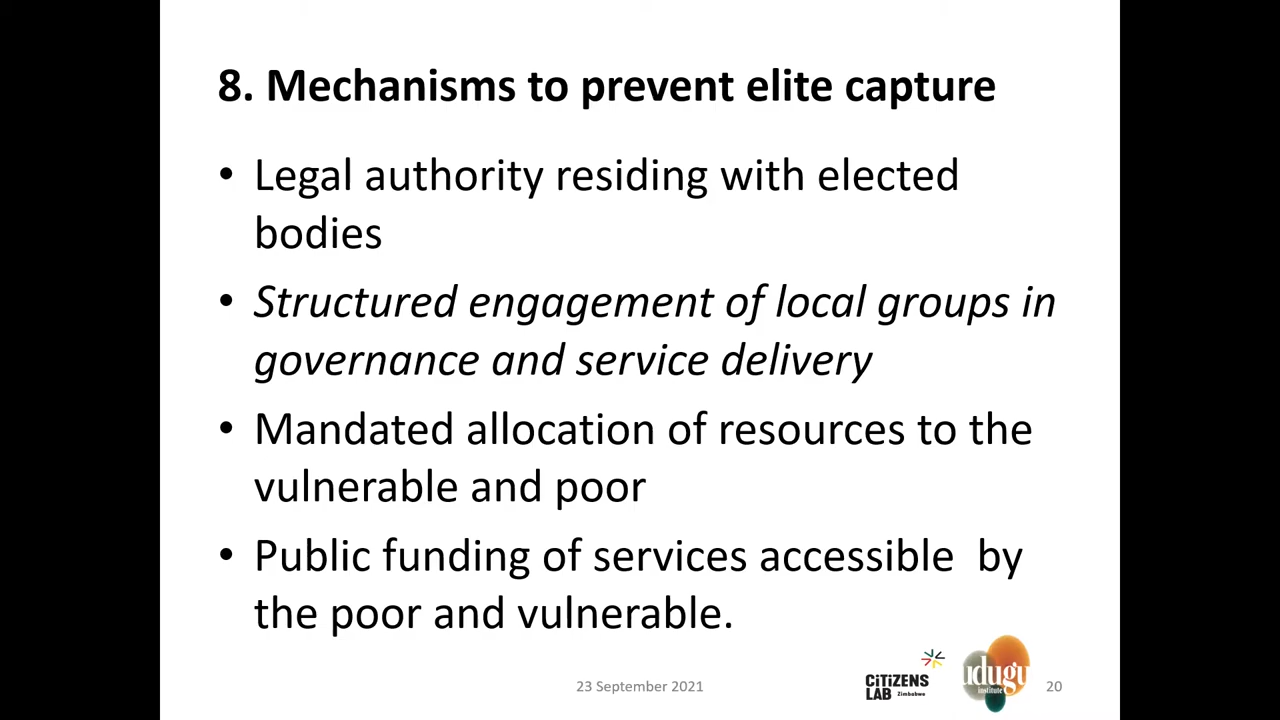 8. Mechanisms to prevent elite capture
• Legal authority residing with elected
bodies
• Structured engagement of local groups in
governance and service delivery
• Mandated allocation of resources to the
vulnerable and poor
• Public funding of services accessible  by
the poor and vulnerable.
23 September 2021
CiTiZENS
LAB Zimbabwe
udugu
institute
20